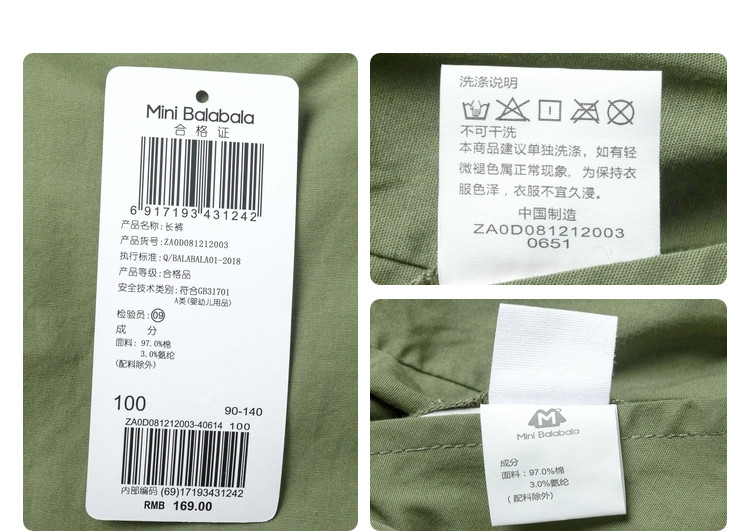 Mini Balabala
合格证
6 917193 431242
产品名称: 长裤
产品货号: ZA0D081212003
执行标准: Q/BALABALA01-2018
产品等级: 合格品
安全技术类别: 符合GB31701
A类(婴幼儿用品)
检验员: 09
成 分
面料: 97.0%棉
3.0%氨纶
(配料除外)
100
90-140
ZA0D081212003-40614 100
内部编码 (69)17193431242
RMB 169.00
洗涤说明
不可干洗
本商品建议单独洗涤，如有轻
微褪色属正常现象，为保持衣
服色泽，衣服不宜久漫。
中国制造
ZA0D081212003
0651
Mini Balabala
成分
面料: 97.0%棉
3.0%氨纶
(配料除外)